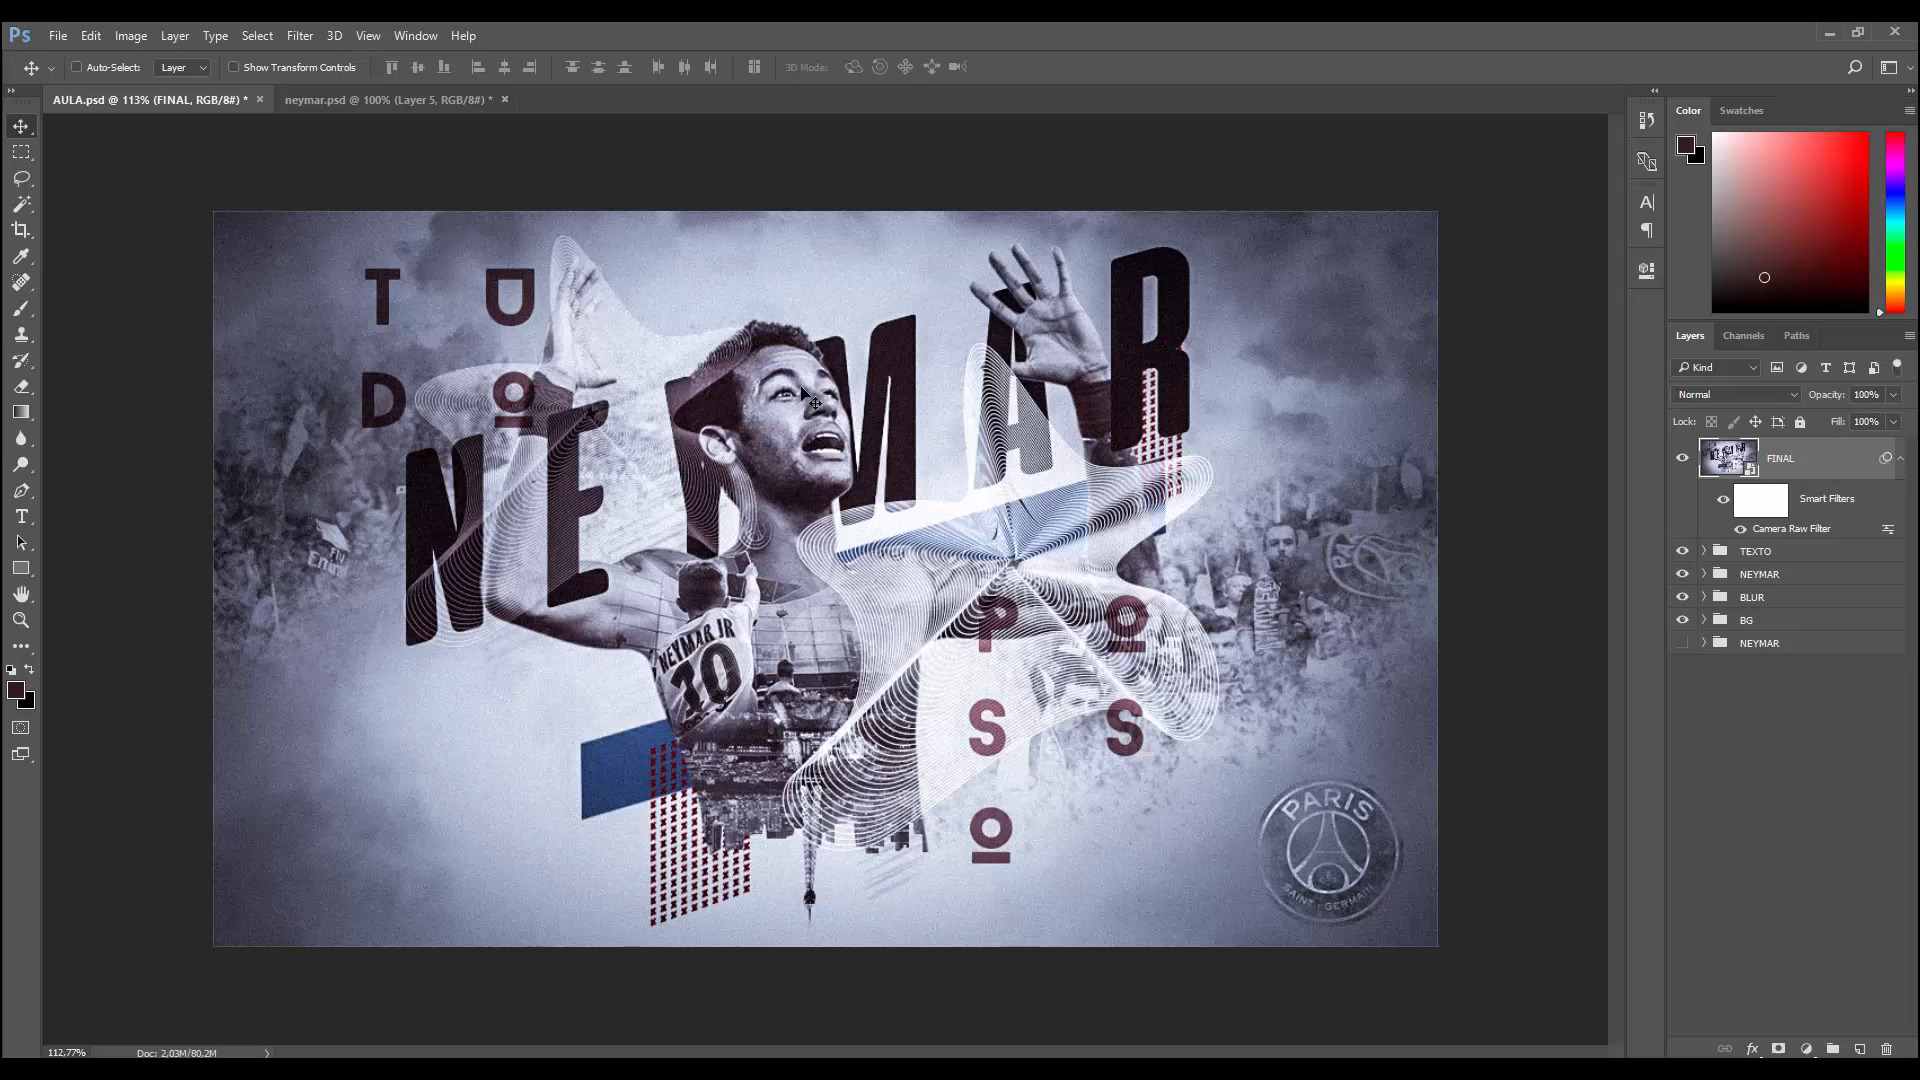 Ps File Edit Image Layer Type Select Filter 3D View Window Help
Auto-Select: Layer Show Transform Controls 3D Mode:
AULA.psd @ 113% (FINAL, RGB/8#) * × neymar.psd @ 100% (Layer 5, RGB/8#) * ×
Color Swatches
T U
D O
NEYMAR
NEYMAR JR
10
P O
S S
O
PARIS
SAINT - GERMAIN
Layers Channels Paths
Kind
Normal Opacity: 100%
Lock: Fill: 100%
FINAL
Smart Filters
Camera Raw Filter
TEXTO
NEYMAR
BLUR
BG
NEYMAR
fx
112,77% Doc: 2,03M/80,2M